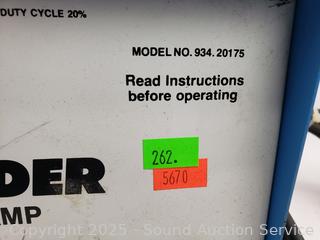 DUTY CYCLE 20%
MODEL NO. 934.20175
Read Instructions
before operating
262.
5670
DER
MP
Copyright 2025 - Sound Auction Service